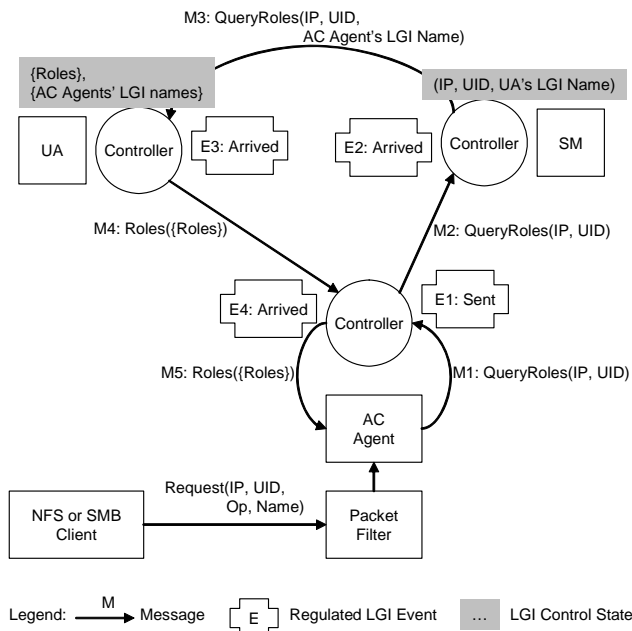 M3: QueryRoles(IP, UID,
AC Agent's LGI Name)
{Roles},
{AC Agents' LGI names}
(IP, UID, UA's LGI Name)
UA
Controller
E3: Arrived
E2: Arrived
Controller
SM
M4: Roles({Roles})
M2: QueryRoles(IP, UID)
E4: Arrived
Controller
E1: Sent
M5: Roles({Roles})
M1: QueryRoles(IP, UID)
AC
Agent
Request(IP, UID,
Op, Name)
NFS or SMB
Client
Packet
Filter
Legend: M Message E Regulated LGI Event ... LGI Control State